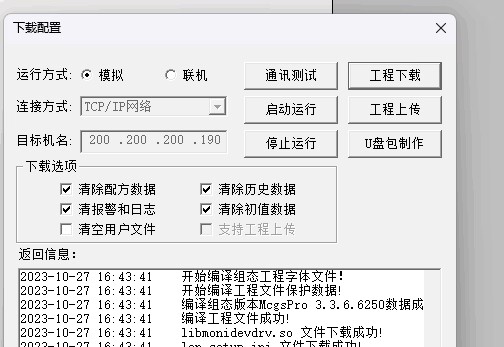 下载配置
运行方式: 模拟 联机 通讯测试 工程下载
连接方式: TCP/IP网络 启动运行 工程上传
目标机名: 200 .200 .200 .190 停止运行 U盘包制作
下载选项
清除配方数据 清除历史数据
清报警和日志 清除初值数据
清空用户文件 支持工程上传
返回信息:
2023-10-27 16:43:41 开始编译组态工程字体文件!
2023-10-27 16:43:41 开始编译工程文件保护数据!
2023-10-27 16:43:41 编译组态版本McgsPro 3.3.6.6250数据成
2023-10-27 16:43:41 编译工程文件成功!
2023-10-27 16:43:41 libmonidevdrv.so 文件下载成功!
2023-10-27 16:43:41